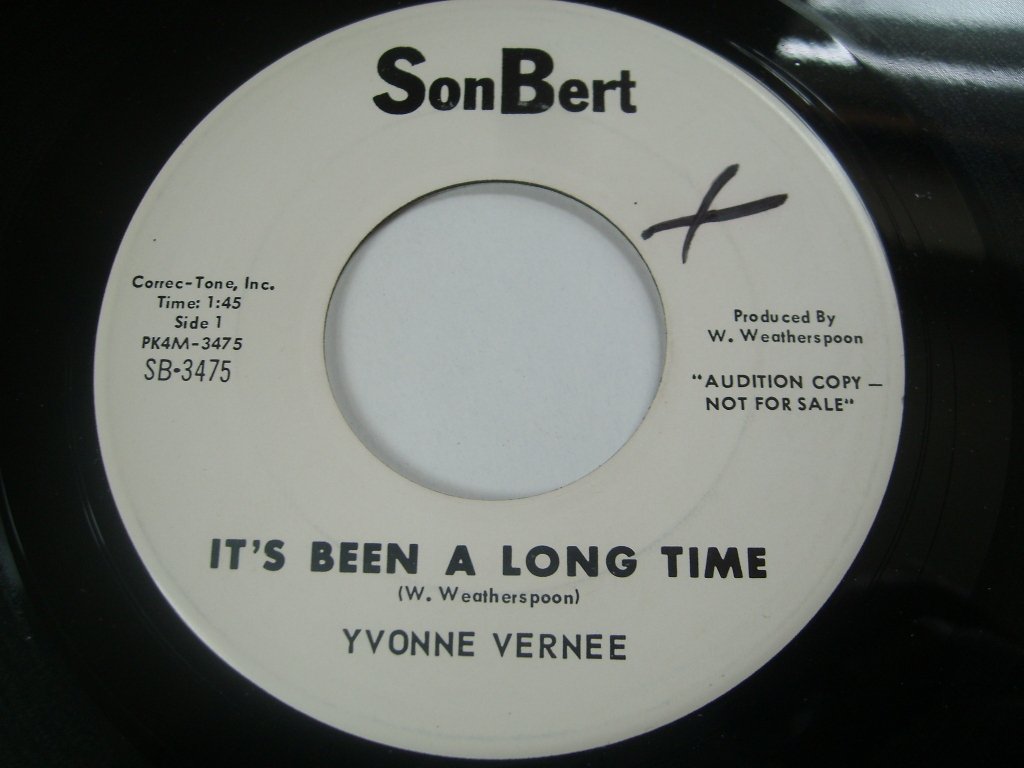 SonBert
Correc-Tone, Inc.
Time: 1:45
Side 1
PK4M-3475
SB•3475
Produced By
W. Weatherspoon
"AUDITION COPY —
NOT FOR SALE"
IT'S BEEN A LONG TIME
(W. Weatherspoon)
YVONNE VERNEE